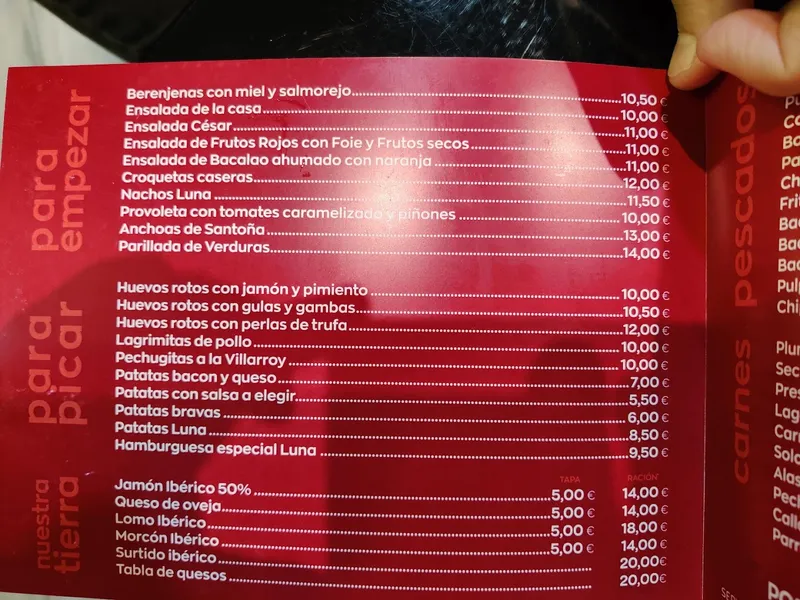 para empezar
Berenjenas con miel y salmorejo 10,50 €
Ensalada de la casa 10,00 €
Ensalada César 11,00 €
Ensalada de Frutos Rojos con Foie y Frutos secos 11,00 €
Ensalada de Bacalao ahumado con naranja 11,00 €
Croquetas caseras 12,00 €
Nachos Luna 11,50 €
Provoleta con tomates caramelizado y piñones 10,00 €
Anchoas de Santoña 13,00 €
Parillada de Verduras 14,00 €
para picar
Huevos rotos con jamón y pimiento 10,00 €
Huevos rotos con gulas y gambas 10,50 €
Huevos rotos con perlas de trufa 12,00 €
Lagrimitas de pollo 10,00 €
Pechugitas a la Villarroy 10,00 €
Patatas bacon y queso 7,00 €
Patatas con salsa a elegir 5,50 €
Patatas bravas 6,00 €
Patatas Luna 8,50 €
Hamburguesa especial Luna 9,50 €
nuestra tierra
TAPA RACIÓN
Jamón Ibérico 50% 5,00 € 14,00 €
Queso de oveja 5,00 € 14,00 €
Lomo Ibérico 5,00 € 18,00 €
Morcón Ibérico 5,00 € 14,00 €
Surtido ibérico 20,00€
Tabla de quesos 20,00€
pescados
carnes